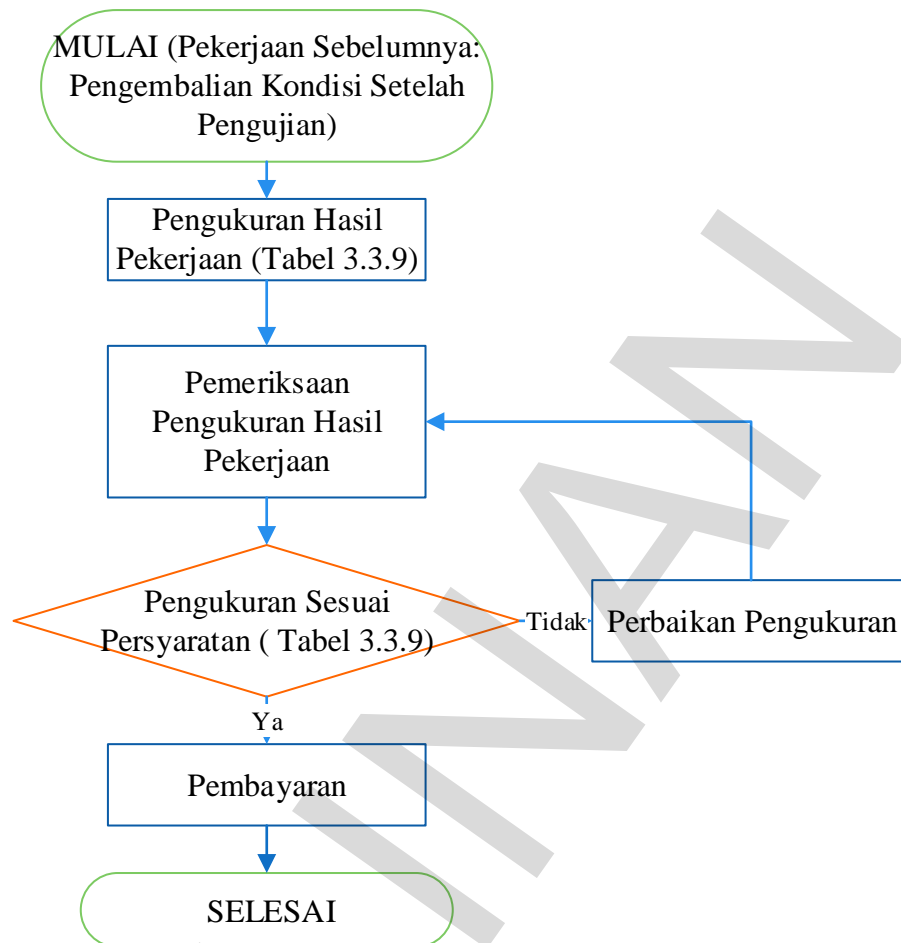 MULAI (Pekerjaan Sebelumnya:
Pengembalian Kondisi Setelah
Pengujian)
Pengukuran Hasil
Pekerjaan (Tabel 3.3.9)
Pemeriksaan
Pengukuran Hasil
Pekerjaan
Pengukuran Sesuai
Persyaratan ( Tabel 3.3.9)
Tidak
Perbaikan Pengukuran
Ya
Pembayaran
SELESAI
INAN